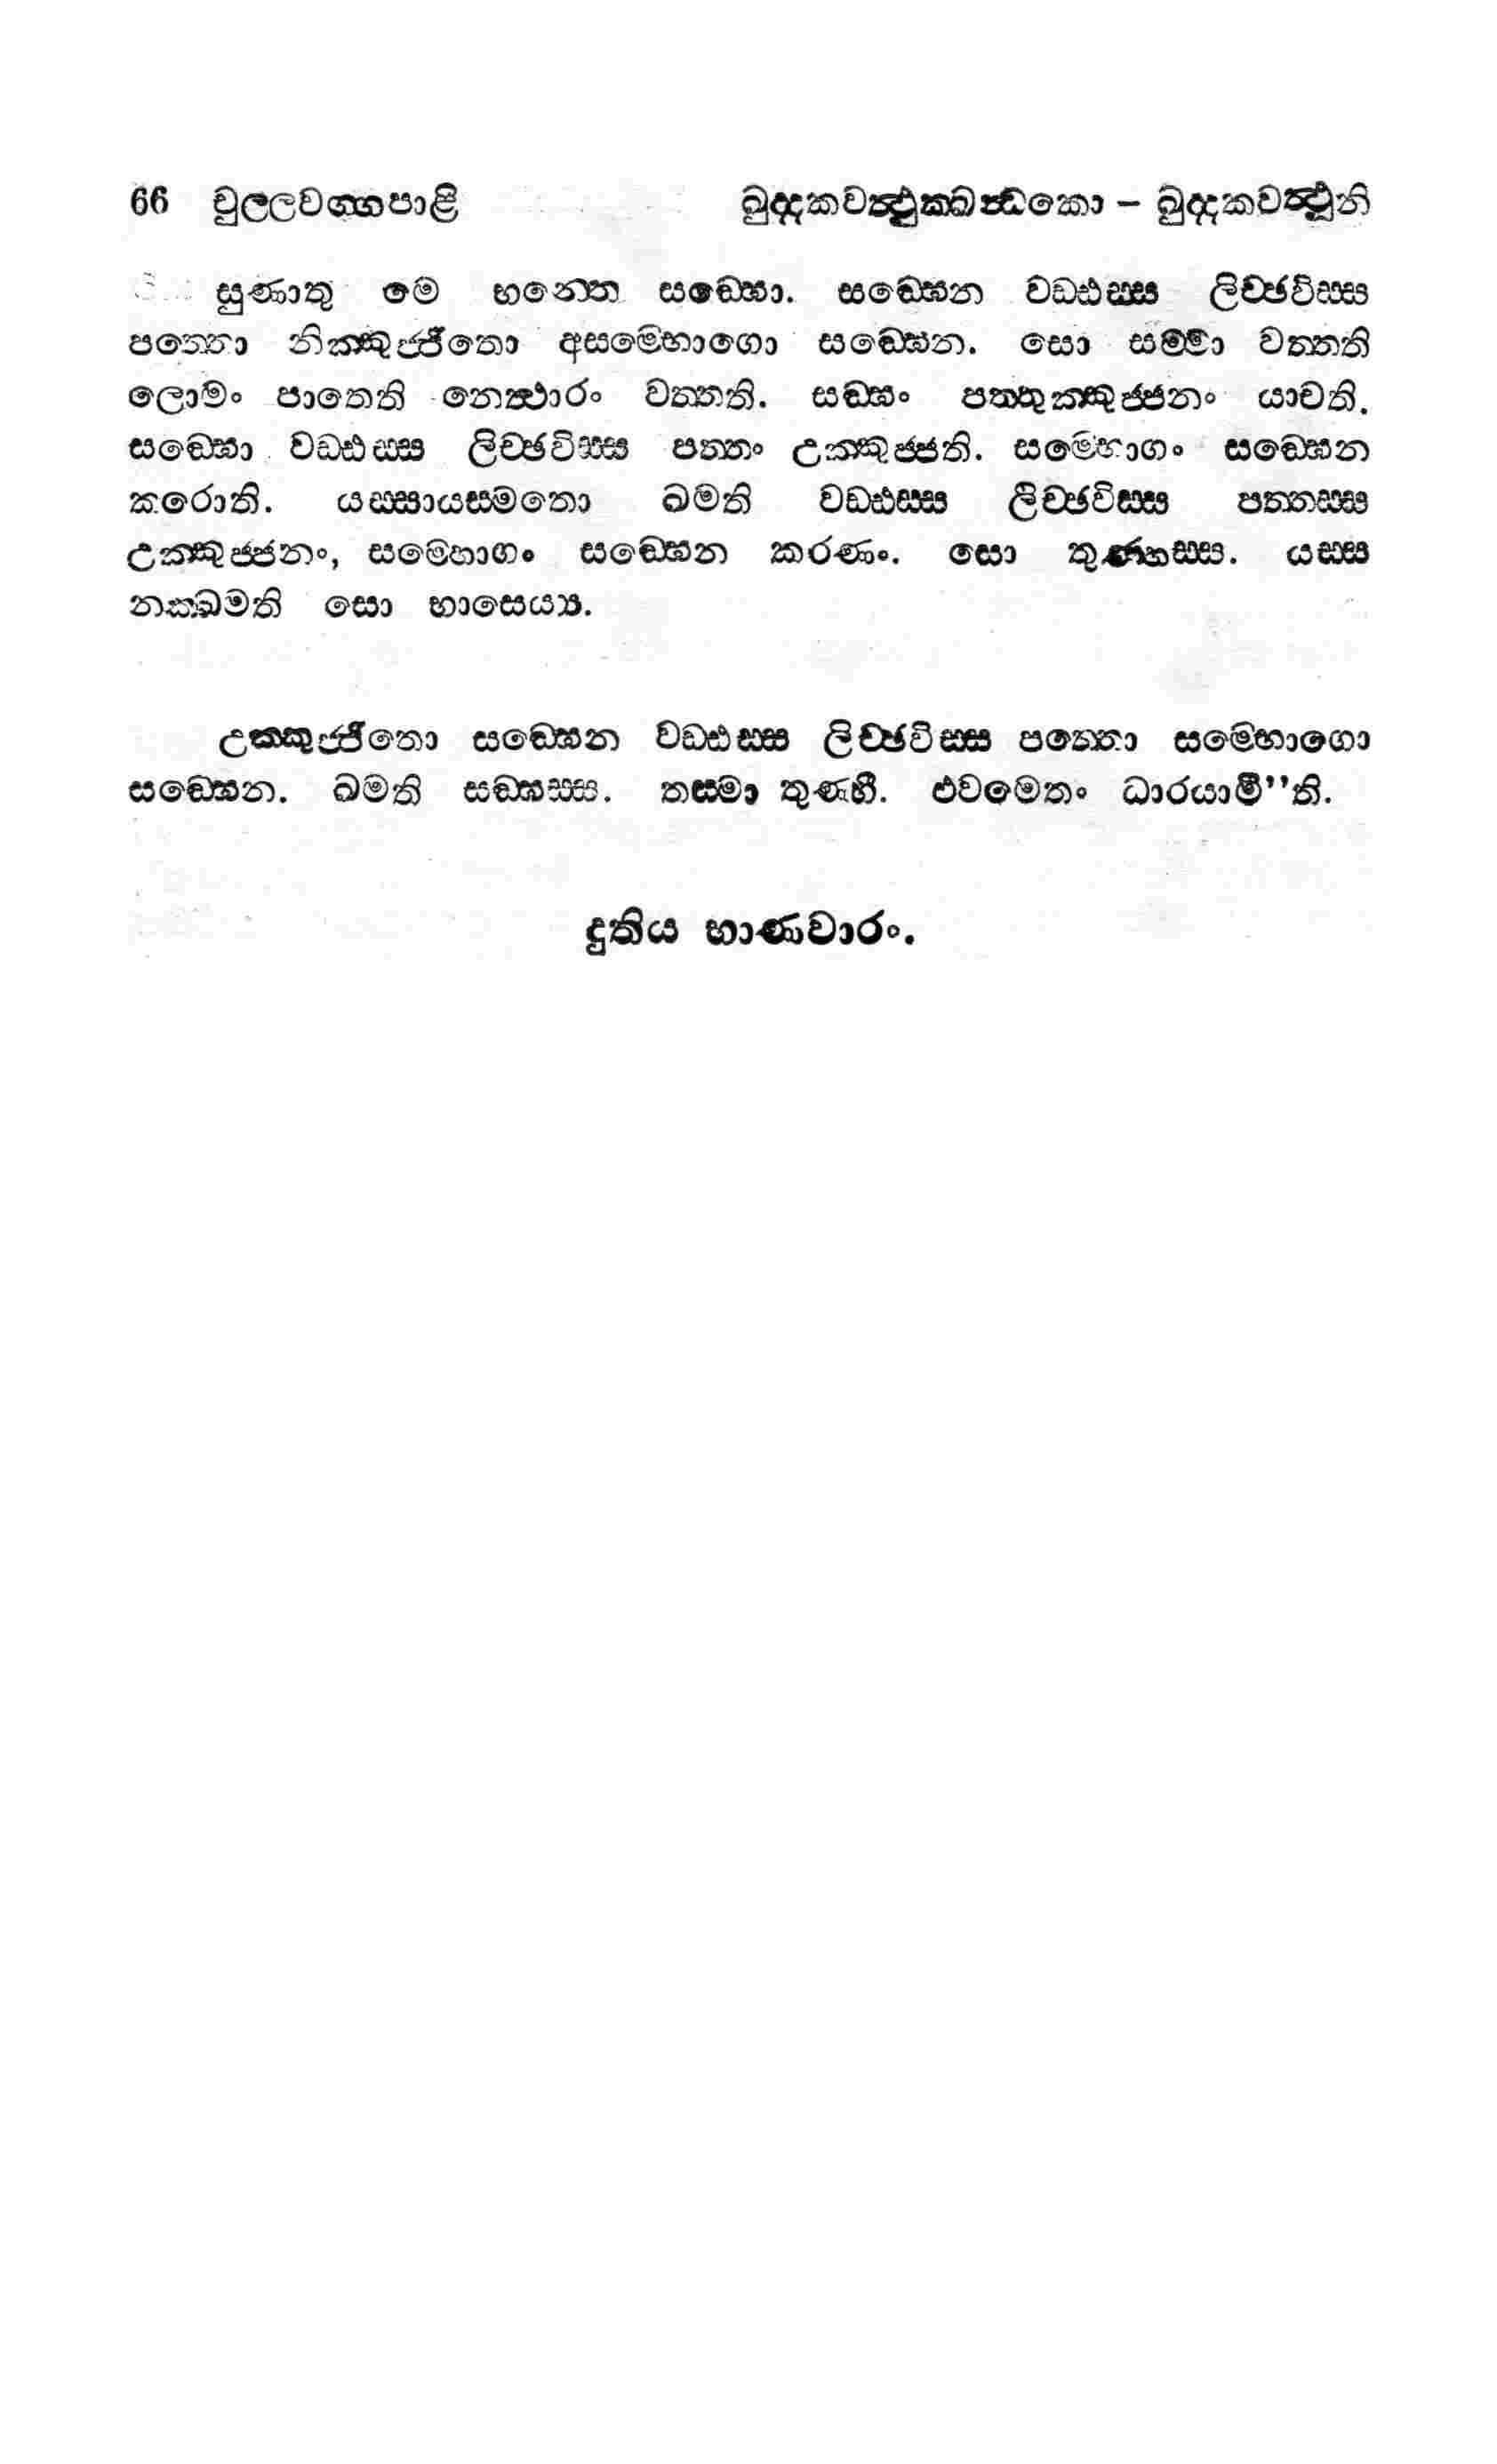 66 චුල්ලවග්ගපාළි ඛුද්දකවත්ථුක්ඛන්ධකො – ඛුද්දකවත්ථූනි
සුණාතු මෙ භන්තෙ සඞ්ඝො. සඞ්ඝෙන වඩ්ඪස්ස ලිච්ඡවිස්ස
පත්තො නික්කුජ්ජිතො අසම්භොගො සඞ්ඝෙන. සො සම්මා වත්තති
ලොමං පාතෙති නෙත්ථාරං වත්තති. සඞ්ඝං පත්තුක්කුජ්ජනං යාචති.
සඞ්ඝො වඩ්ඪස්ස ලිච්ඡවිස්ස පත්තං උක්කුජ්ජති. සම්භොගං සඞ්ඝෙන
කරොති. යස්සායස්මතො ඛමති වඩ්ඪස්ස ලිච්ඡවිස්ස පත්තස්ස
උක්කුජ්ජනං, සම්භොගං සඞ්ඝෙන කරණං. සො තුණ්හස්ස. යස්ස
නක්ඛමති සො භාසෙය්‍ය.
උක්කුජ්ජිතො සඞ්ඝෙන වඩ්ඪස්ස ලිච්ඡවිස්ස පත්තො සම්භොගො
සඞ්ඝෙන. ඛමති සඞ්ඝස්ස. තස්මා තුණ්හී. එවමෙතං ධාරයාමී’’ති.
දුතිය භාණවාරං.